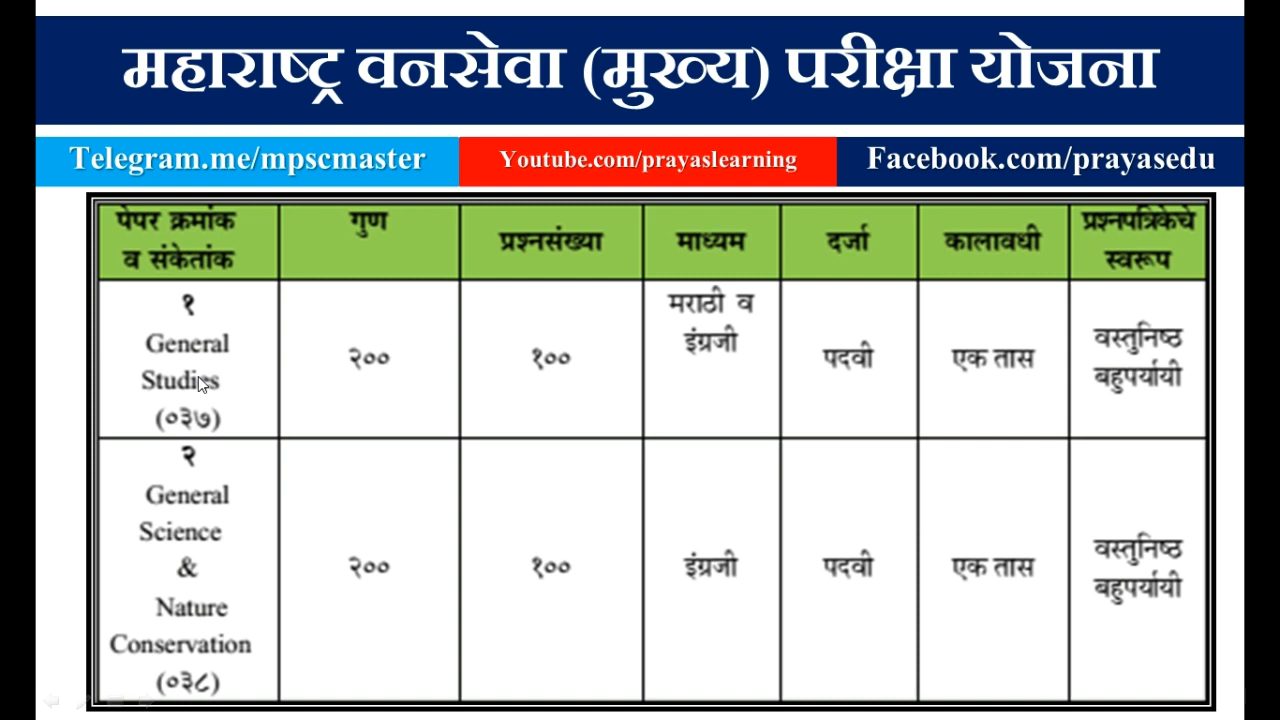 महाराष्ट्र वनसेवा (मुख्य) परीक्षा योजना
Telegram.me/mpscmaster
Youtube.com/prayaslearning
Facebook.com/prayasedu
पेपर क्रमांक
व संकेतांक
गुण
प्रश्नसंख्या
माध्यम
दर्जा
कालावधी
प्रश्नपत्रिकेचे
स्वरूप
१
General
Studies
(०३७)
२००
१००
मराठी व
इंग्रजी
पदवी
एक तास
वस्तुनिष्ठ
बहुपर्यायी
२
General
Science
&
Nature
Conservation
(०३८)
२००
१००
इंग्रजी
पदवी
एक तास
वस्तुनिष्ठ
बहुपर्यायी